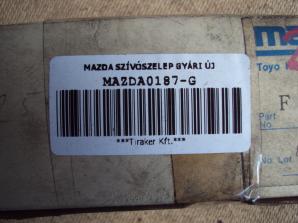 MAZDA SZÍVÓSZELEP GYÁRI ÚJ
MAZDA0187-G
***Tiraker Kft.***
Toyo
F
Part
No.
No. Lot